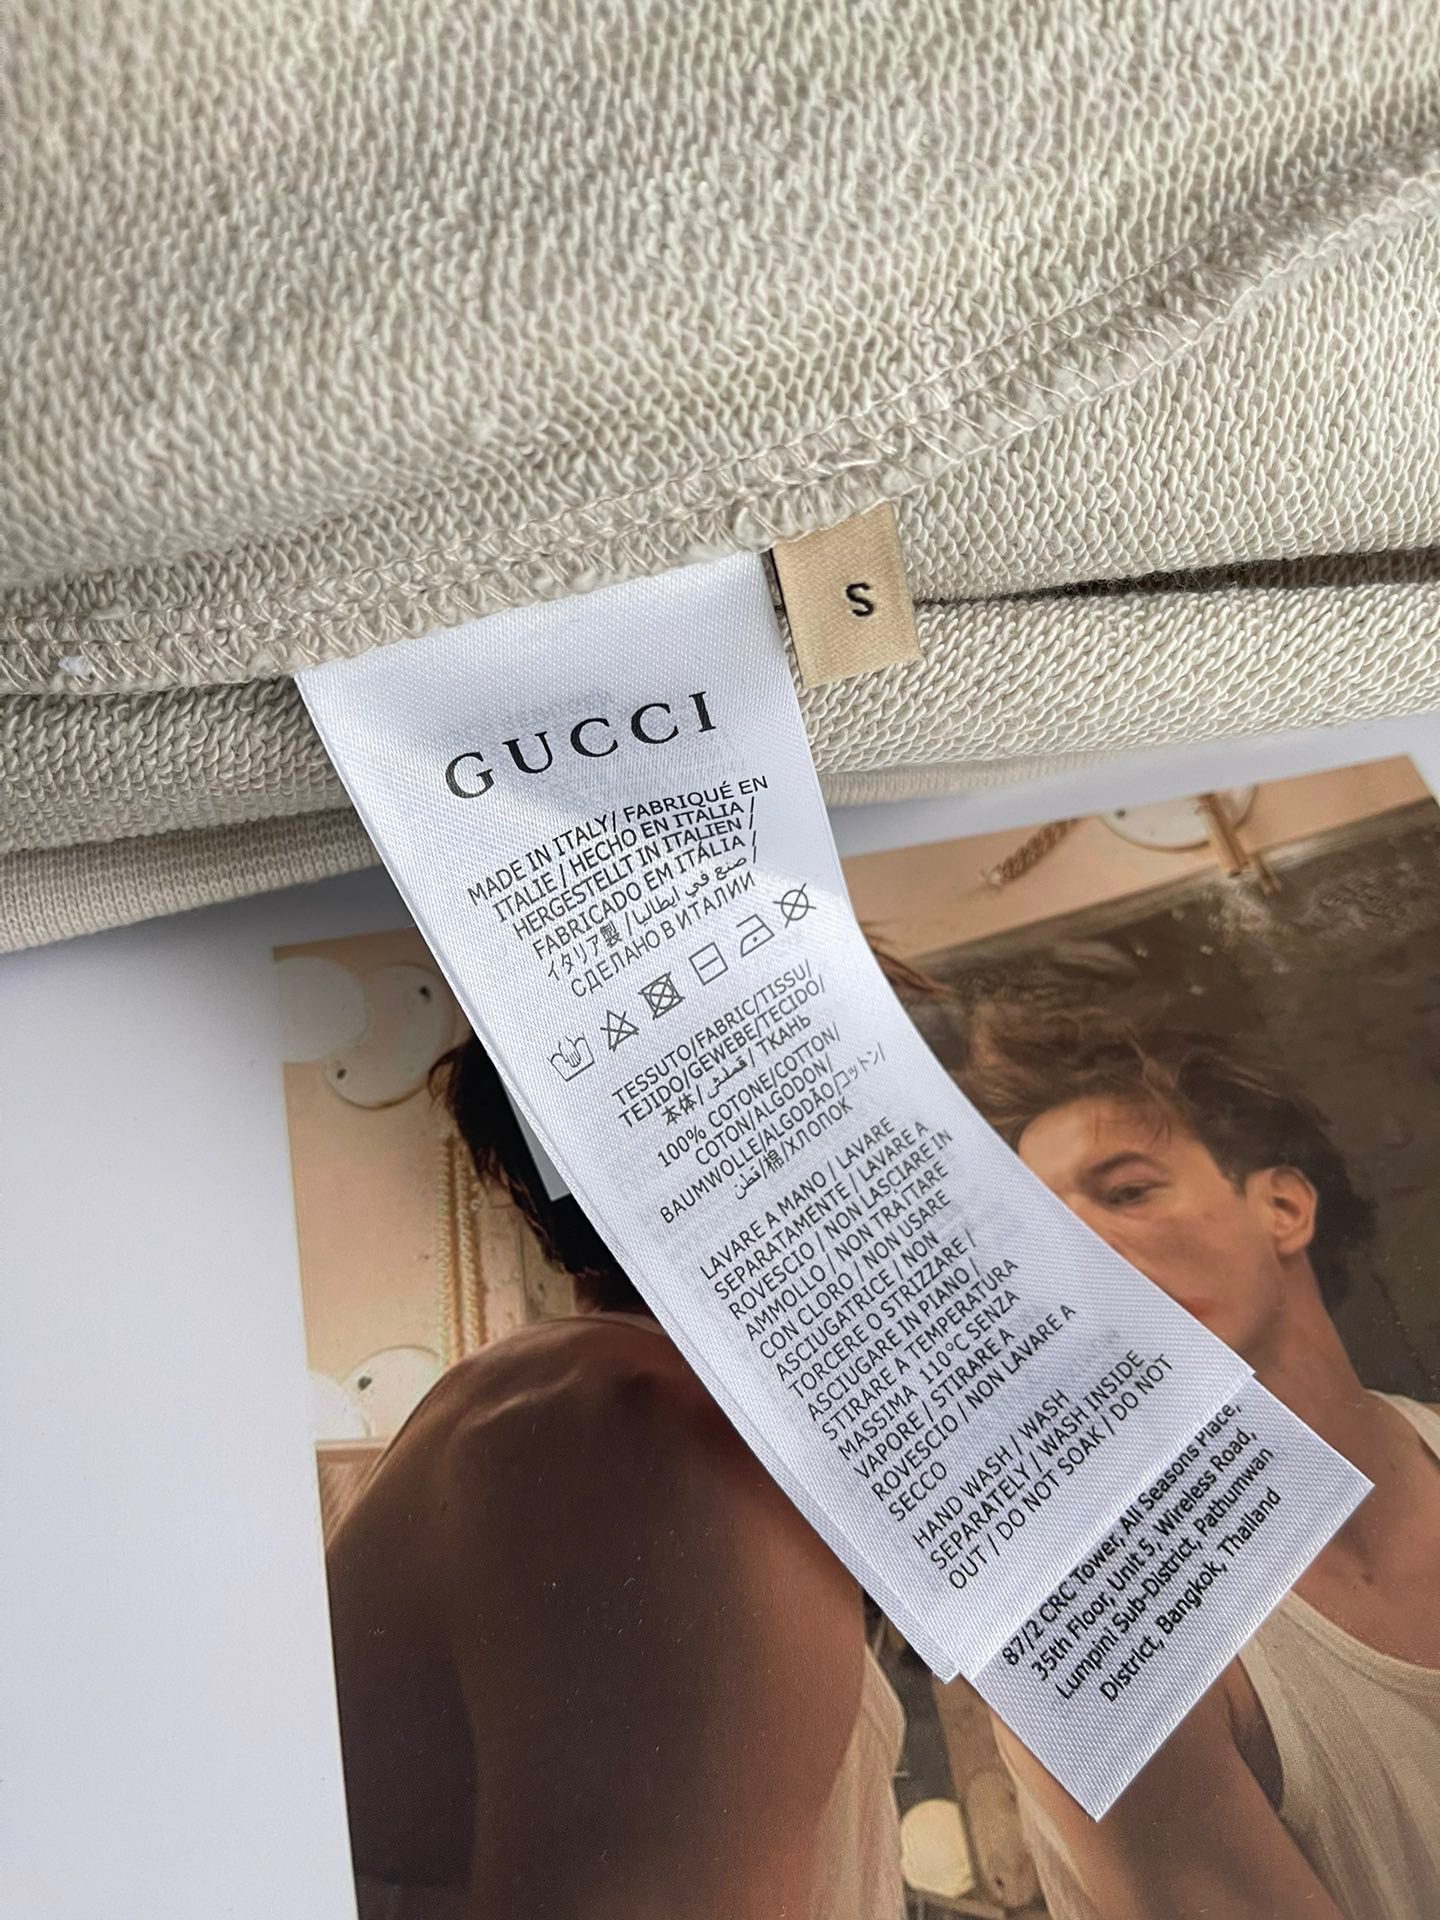 S
GUCCI
MADE IN ITALY/ FABRIQUÉ EN
ITALIE / HECHO EN ITALIA /
HERGESTELLT IN ITALIEN /
FABRICADO EM ITÁLIA /
イタリア製 / صنع في ايطاليا /
СДЕЛАНО В ИТАЛИИ
TESSUTO/FABRIC/TISSU/
TEJIDO/GEWEBE/TECIDO/
本体/ قماش / ТКАНЬ
100% COTONE/COTTON/
COTON/ALGODON/
BAUMWOLLE/ALGODÃO/コットン/
قطن/棉/ХЛОПОК
LAVARE A MANO / LAVARE
SEPARATAMENTE / LAVARE A
ROVESCIO / NON LASCIARE IN
AMMOLLO / NON TRATTARE
CON CLORO / NON USARE
ASCIUGATRICE / NON
TORCERE O STRIZZARE /
ASCIUGARE IN PIANO /
STIRARE A TEMPERATURA
MASSIMA 110°C SENZA
VAPORE / STIRARE A
ROVESCIO / NON LAVARE A
SECCO
HAND WASH / WASH
SEPARATELY / WASH INSIDE
OUT / DO NOT SOAK / DO NOT
87/2 CRC Tower, All Seasons Place,
35th Floor, Unit 5, Wireless Road,
Lumpini Sub-District, Pathumwan
District, Bangkok, Thailand